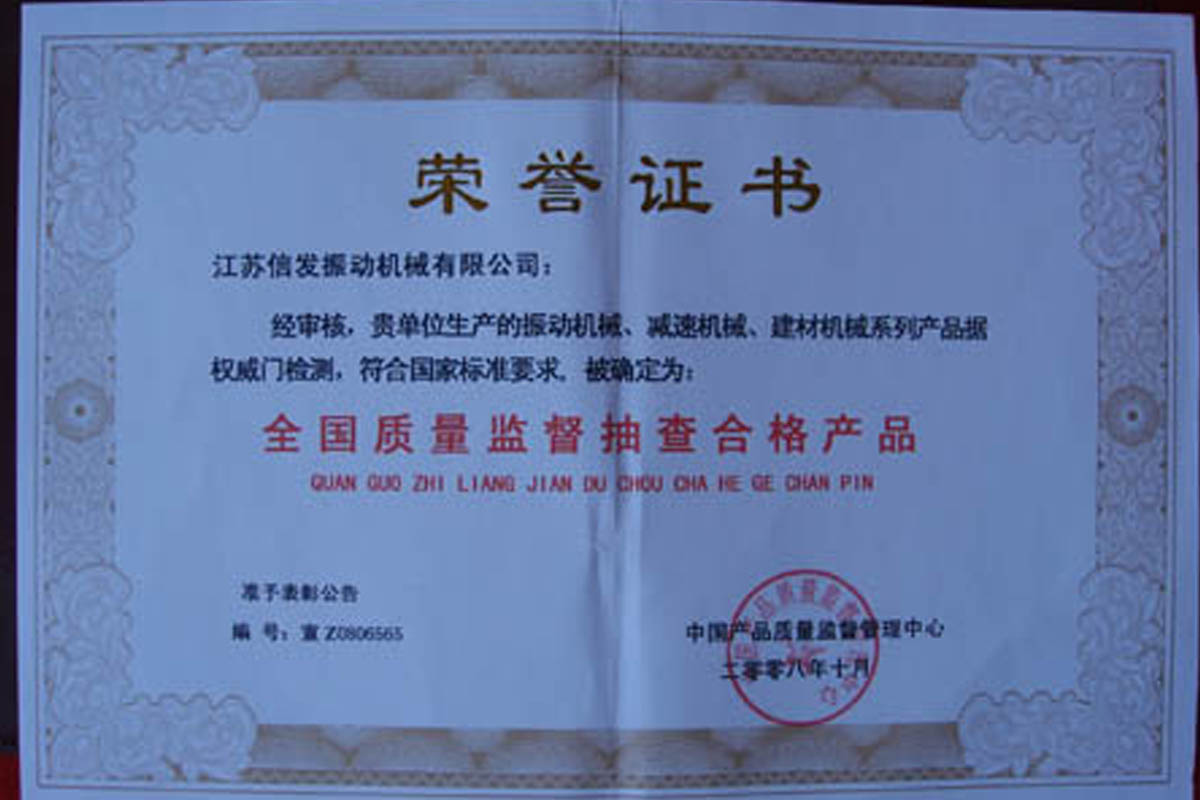 荣誉证书
江苏信发振动机械有限公司：
经审核，贵单位生产的振动机械、减速机械、建材机械系列产品据
权威门检测，符合国家标准要求。被确定为：
全国质量监督抽查合格产品
QUAN GUO ZHI LIANG JIAN DU CHOU CHA HE GE CHAN PIN
准予表彰公告
编 号：宣Z0806565
中国产品质量监督管理中心
二零零八年十月